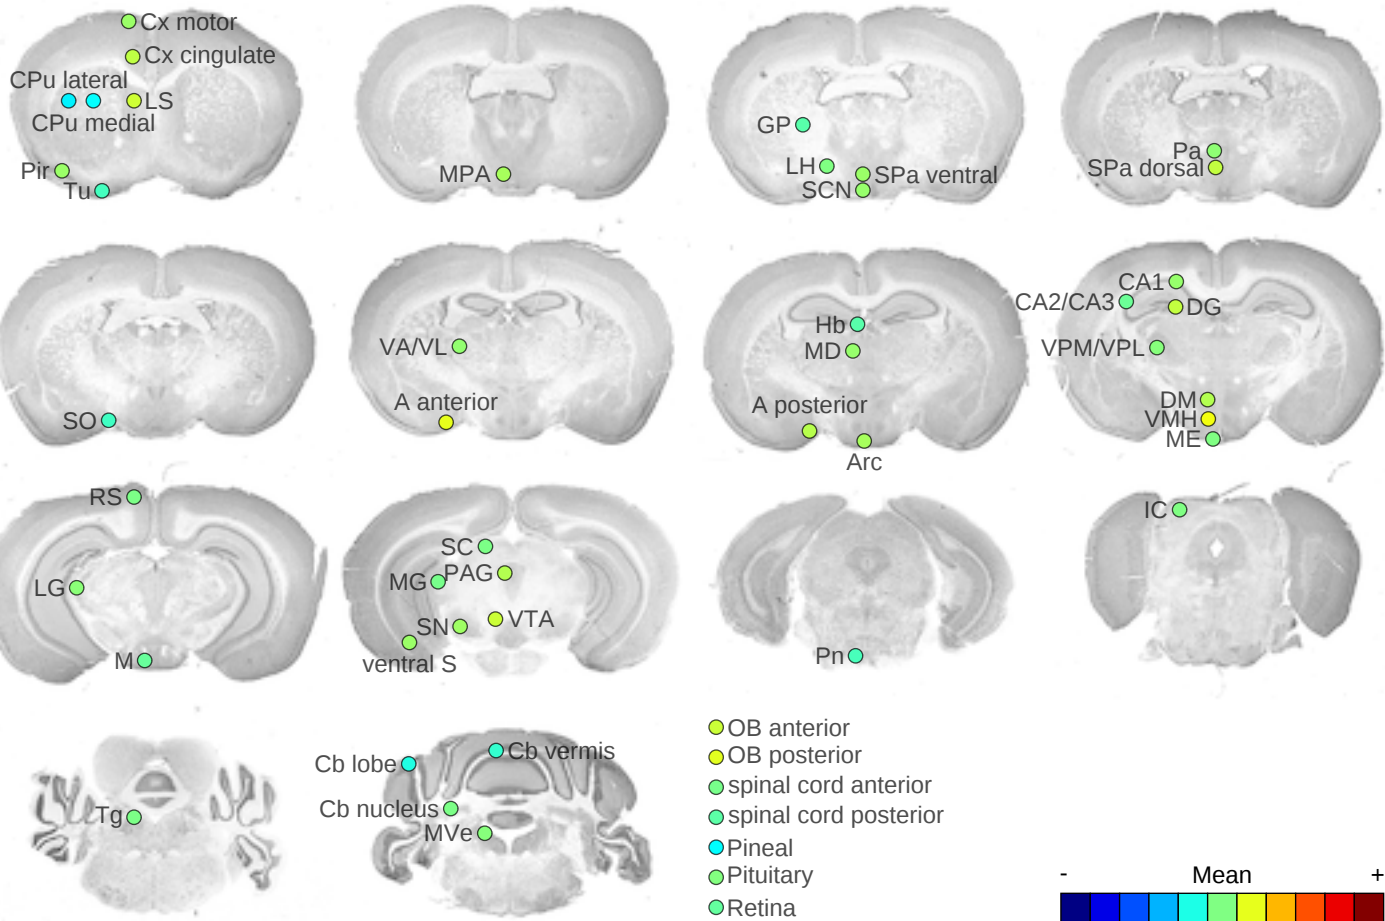 Cx motor
Cx cingulate
CPu lateral
LS
CPu medial
Pir
Tu
MPA
GP
LH
SPa ventral
SCN
Pa
SPa dorsal
SO
VA/VL
A anterior
Hb
MD
A posterior
Arc
CA1
CA2/CA3
DG
VPM/VPL
DM
VMH
ME
RS
LG
M
SC
MG
PAG
SN
VTA
ventral S
Pn
IC
Tg
Cb lobe
Cb vermis
Cb nucleus
MVe
OB anterior
OB posterior
spinal cord anterior
spinal cord posterior
Pineal
Pituitary
Retina
- Mean +